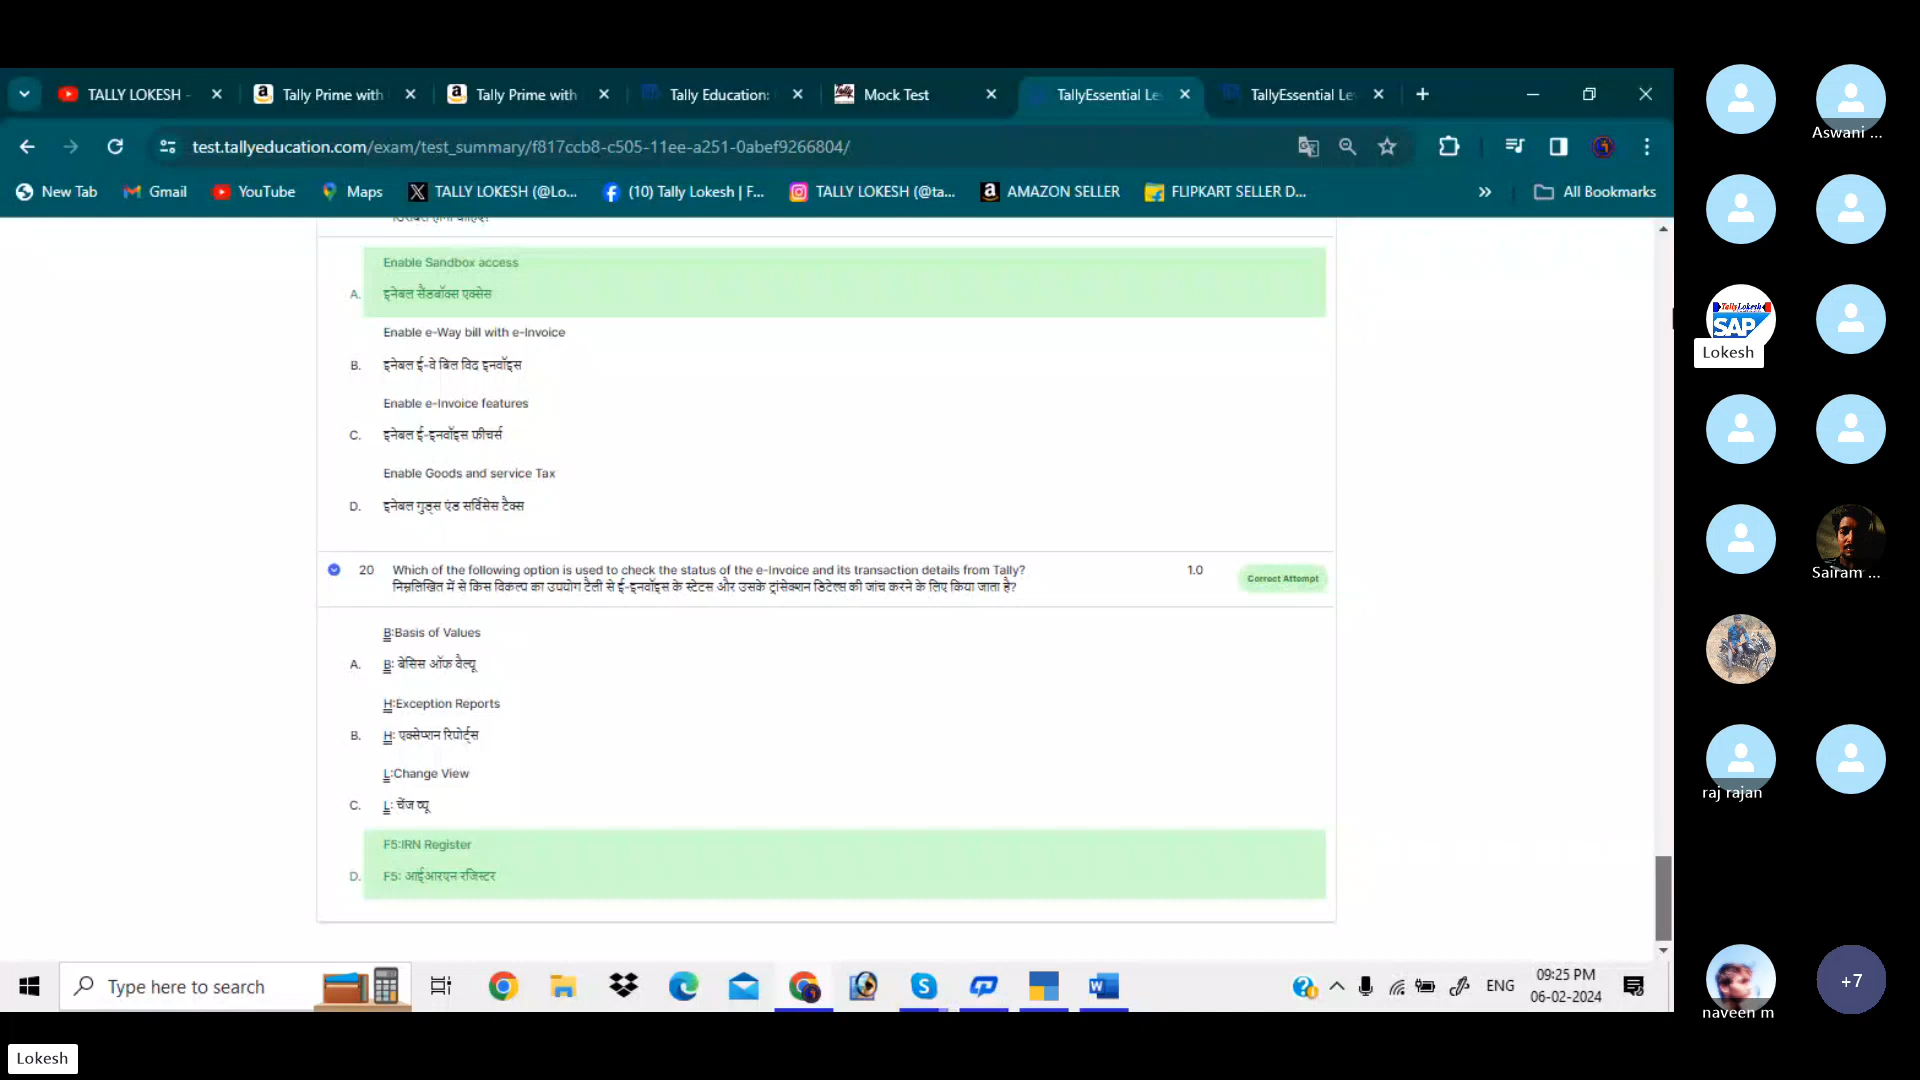 TALLY LOKESH -
Tally Prime with
Tally Prime with
Tally Education:
Mock Test
TallyEssential Le
TallyEssential Le
test.tallyeducation.com/exam/test_summary/f817ccb8-c505-11ee-a251-0abef9266804/
New Tab
Gmail
YouTube
Maps
TALLY LOKESH (@Lo...
(10) Tally Lokesh | F...
TALLY LOKESH (@ta...
AMAZON SELLER
FLIPKART SELLER D...
»
All Bookmarks
Enable Sandbox access
A. इनेबल सैंडबॉक्स एक्सेस
Enable e-Way bill with e-Invoice
B. इनेबल ई-वे बिल विद इनवॉइस
Enable e-Invoice features
C. इनेबल ई-इनवॉइस फीचर्स
Enable Goods and service Tax
D. इनेबल गुड्स एंड सर्विसेस टैक्स
20 Which of the following option is used to check the status of the e-Invoice and its transaction details from Tally? 1.0 Correct Attempt
निम्नलिखित में से किस विकल्प का उपयोग टैली से ई-इनवॉइस के स्टेटस और उसके ट्रांसेक्शन डिटेल्स की जांच करने के लिए किया जाता है?
B:Basis of Values
A. B: बेसिस ऑफ वैल्यू
H:Exception Reports
B. H: एक्सेप्शन रिपोर्ट्स
L:Change View
C. L: चेंज व्यू
F5:IRN Register
D. F5: आईआरएन रजिस्टर
Type here to search
ENG
09:25 PM
06-02-2024
Aswani ...
TallyLokesh
SAP
Lokesh
Sairam ...
raj rajan
naveen m
+7
Lokesh